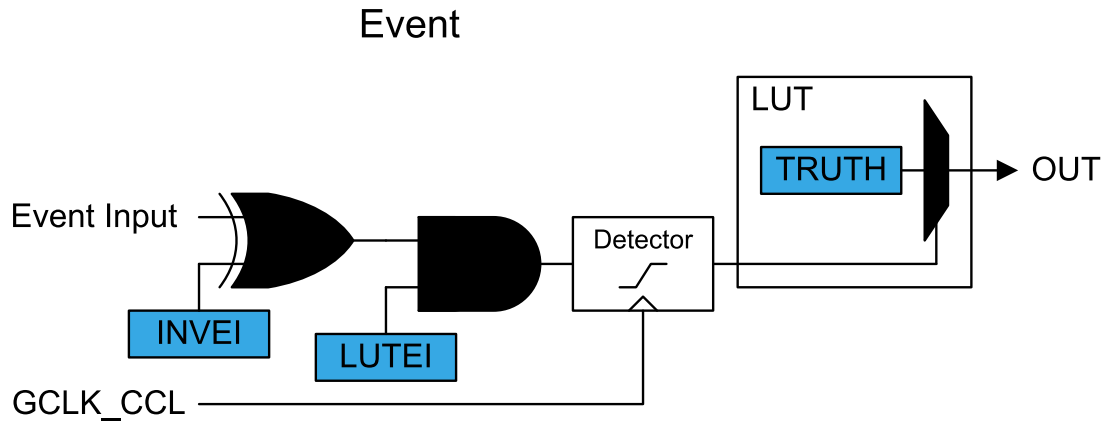 Event
LUT
TRUTH
OUT
Event Input
Detector
INVEI
LUTEI
GCLK_CCL